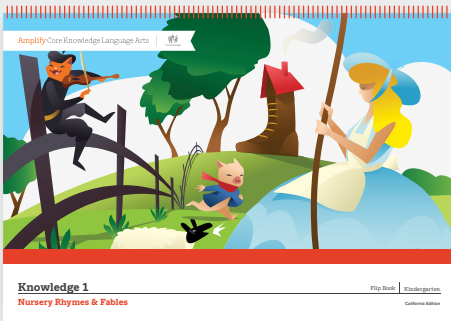 Amplify Core Knowledge Language Arts
Knowledge 1
Flip Book | Kindergarten
Nursery Rhymes & Fables
California Edition